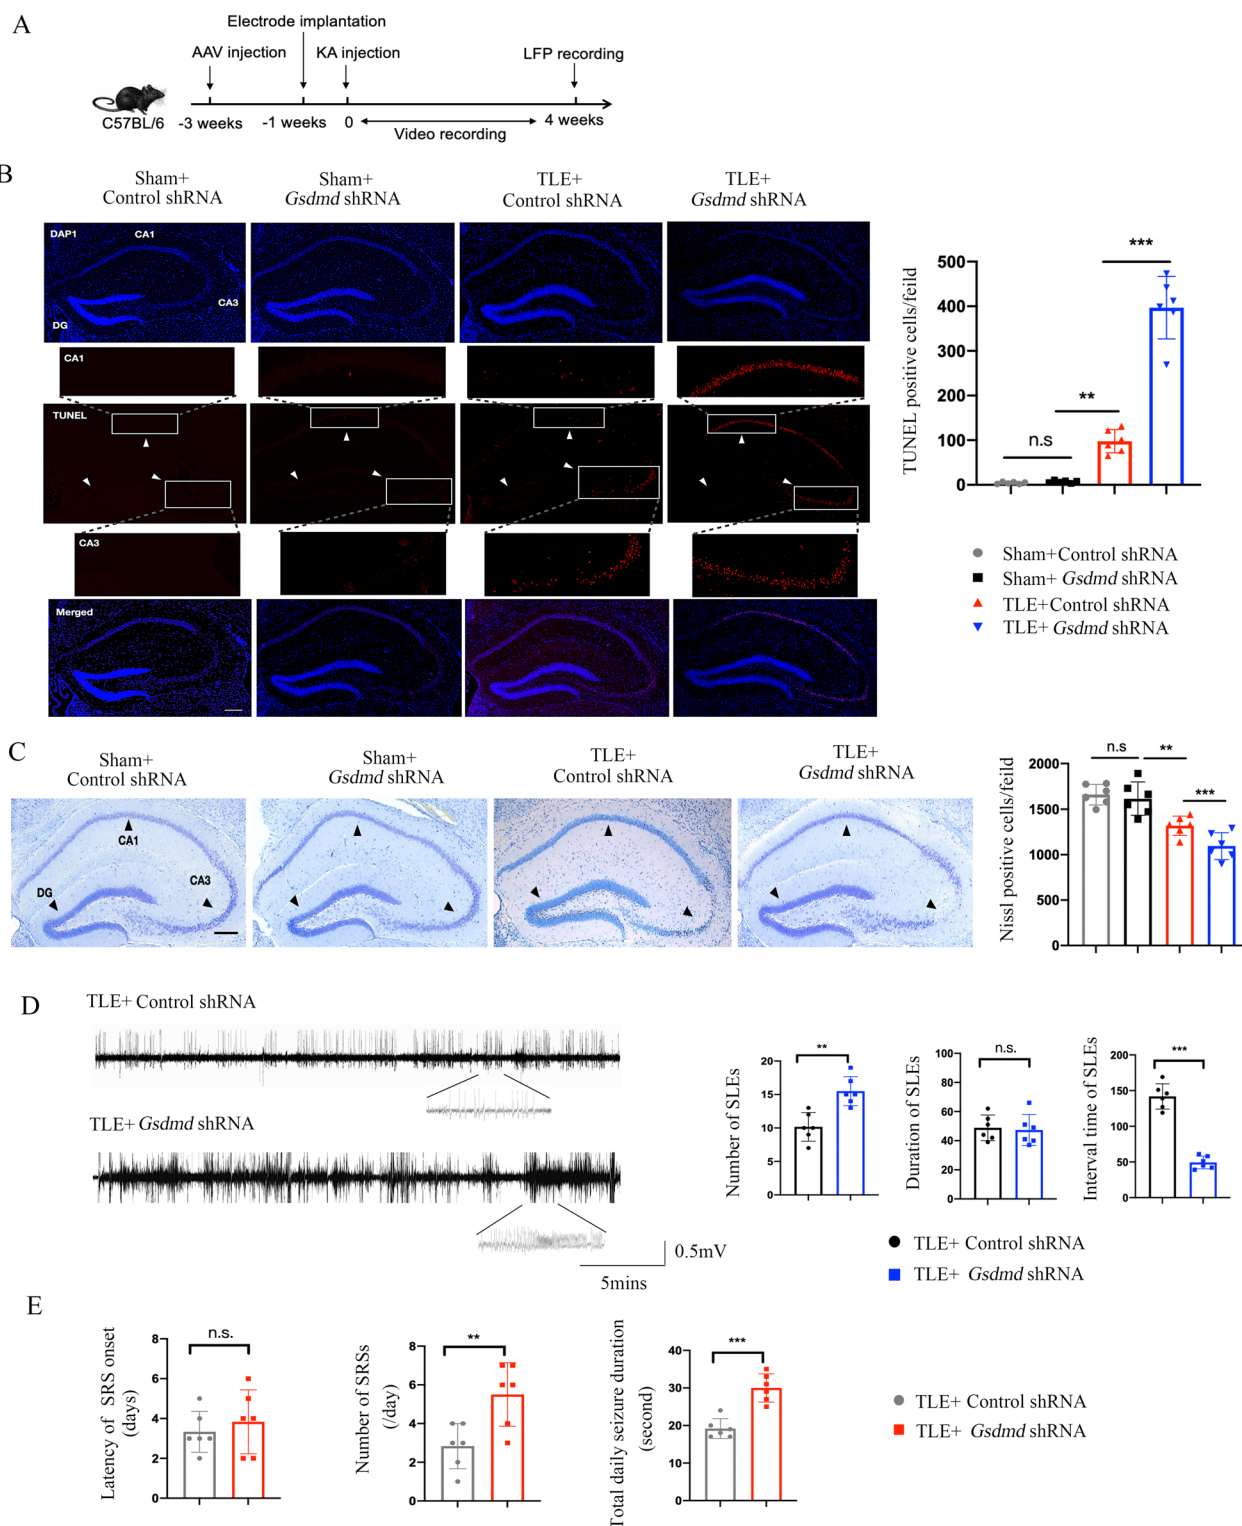 A
Electrode implantation
AAV injection
KA injection
LFP recording
C57BL/6
-3 weeks
-1 weeks
0
4 weeks
Video recording
B
Sham+
Control shRNA
Sham+
Gsdmd shRNA
TLE+
Control shRNA
TLE+
Gsdmd shRNA
DAP1
CA1
CA3
DG
CA1
TUNEL
CA3
Merged
TUNEL positive cells/feild
500
400
300
200
100
0
n.s
**
***
Sham+Control shRNA
Sham+ Gsdmd shRNA
TLE+Control shRNA
TLE+ Gsdmd shRNA
C
Sham+
Control shRNA
Sham+
Gsdmd shRNA
TLE+
Control shRNA
TLE+
Gsdmd shRNA
CA1
CA3
DG
Nissl positive cells/feild
2000
1500
1000
500
0
n.s
**
***
D
TLE+ Control shRNA
TLE+ Gsdmd shRNA
0.5mV
5mins
Number of SLEs
20
15
10
5
0
**
Duration of SLEs
100
80
60
40
20
0
n.s.
Interval time of SLEs
200
150
100
50
0
***
TLE+ Control shRNA
TLE+ Gsdmd shRNA
E
Latency of SRS onset
(days)
8
6
4
2
0
n.s.
Number of SRSs
(/day)
8
6
4
2
0
**
Total daily seizure duration
(second)
40
30
20
10
0
***
TLE+ Control shRNA
TLE+ Gsdmd shRNA